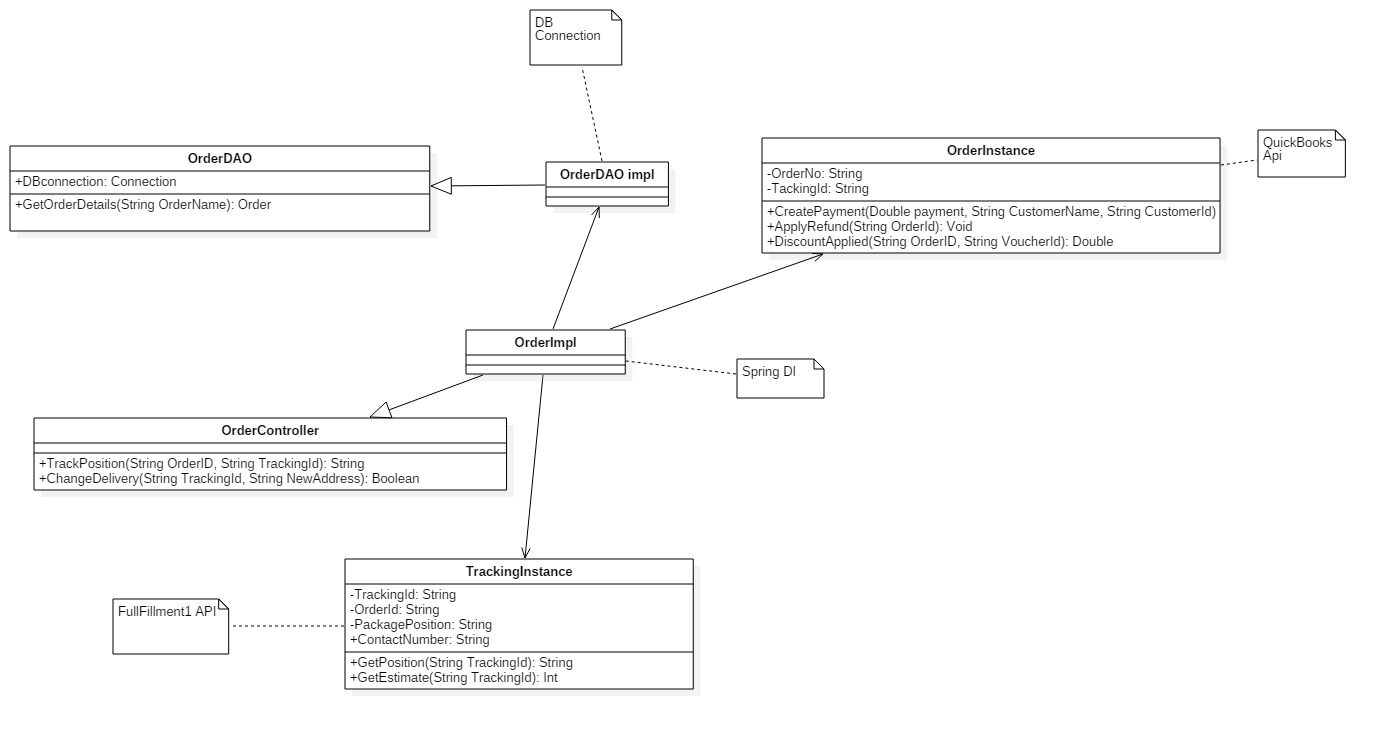 DB
Connection
OrderDAO
+DBconnection: Connection
+GetOrderDetails(String OrderName): Order
OrderDAO impl
OrderInstance
-OrderNo: String
-TackingId: String
+CreatePayment(Double payment, String CustomerName, String CustomerId)
+ApplyRefund(String OrderId): Void
+DiscountApplied(String OrderID, String VoucherId): Double
QuickBooks
Api
OrderImpl
Spring DI
OrderController
+TrackPosition(String OrderID, String TrackingId): String
+ChangeDelivery(String TrackingId, String NewAddress): Boolean
TrackingInstance
-TrackingId: String
-OrderId: String
-PackagePosition: String
+ContactNumber: String
+GetPosition(String TrackingId): String
+GetEstimate(String TrackingId): Int
FullFillment1 API